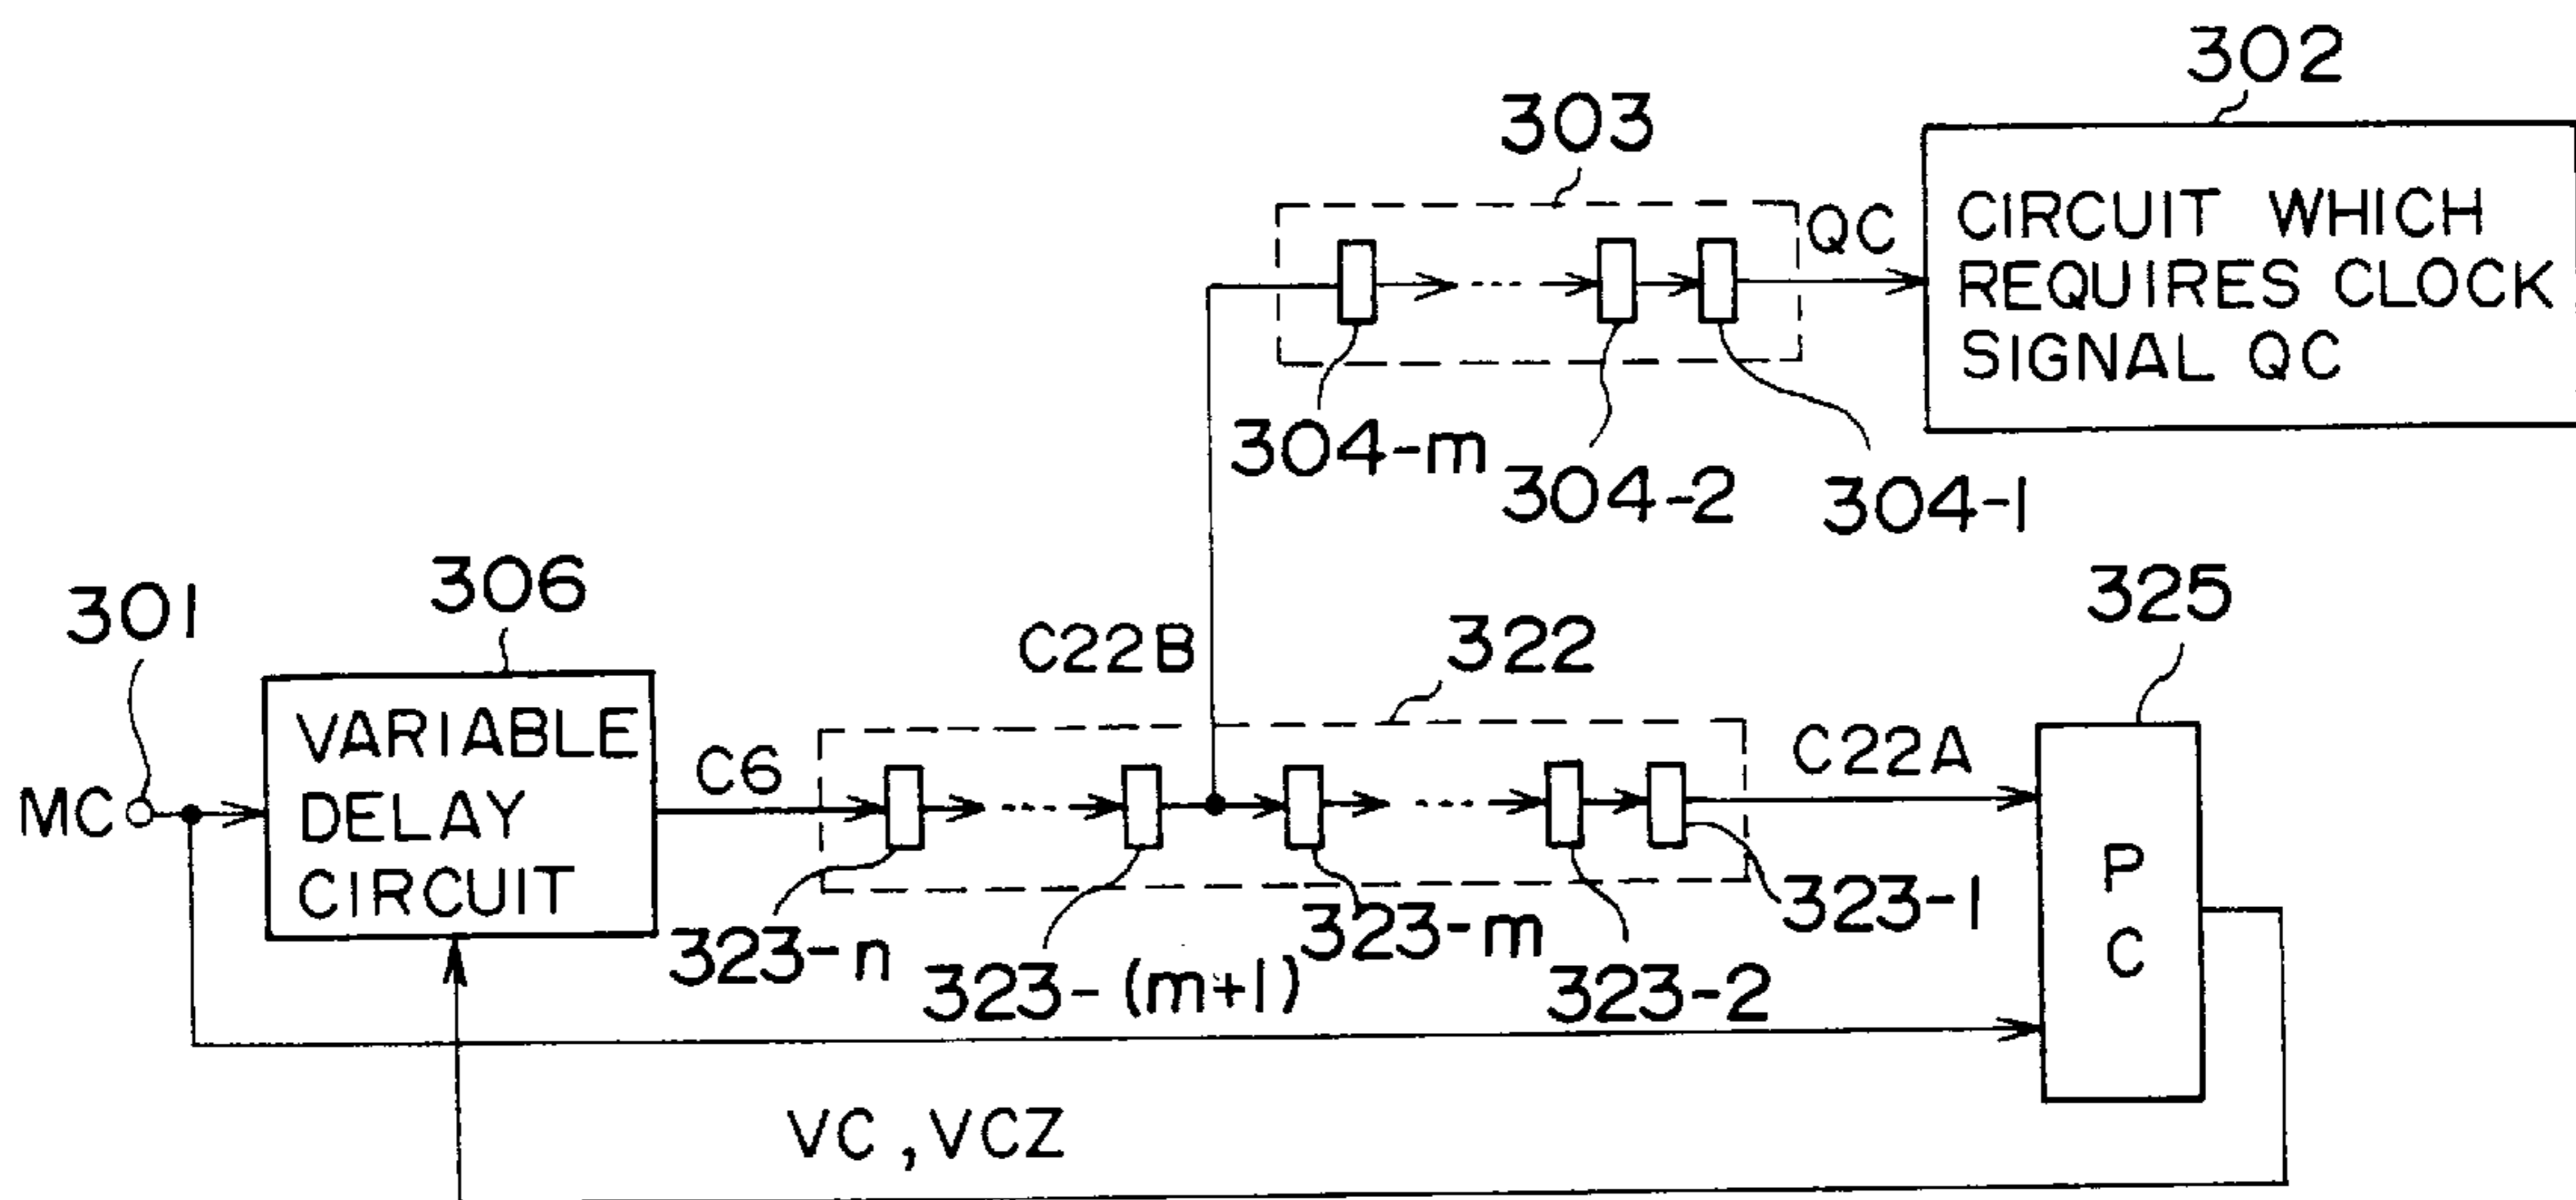 302
303
QC
CIRCUIT WHICH
REQUIRES CLOCK
SIGNAL QC
304-m
304-2
304-1
301
306
C22B
322
325
MC
VARIABLE
DELAY
CIRCUIT
C6
C22A
P
C
323-n
323-(m+1)
323-m
323-2
323-1
VC, VCZ